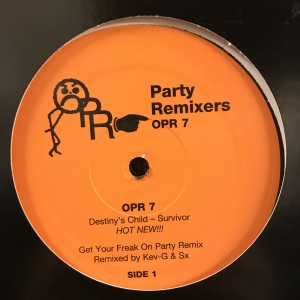 OPR
Party
Remixers
OPR 7
OPR 7
Destiny's Child – Survivor
HOT NEW!!!
Get Your Freak On Party Remix
Remixed by Kev-G & Sx
SIDE 1